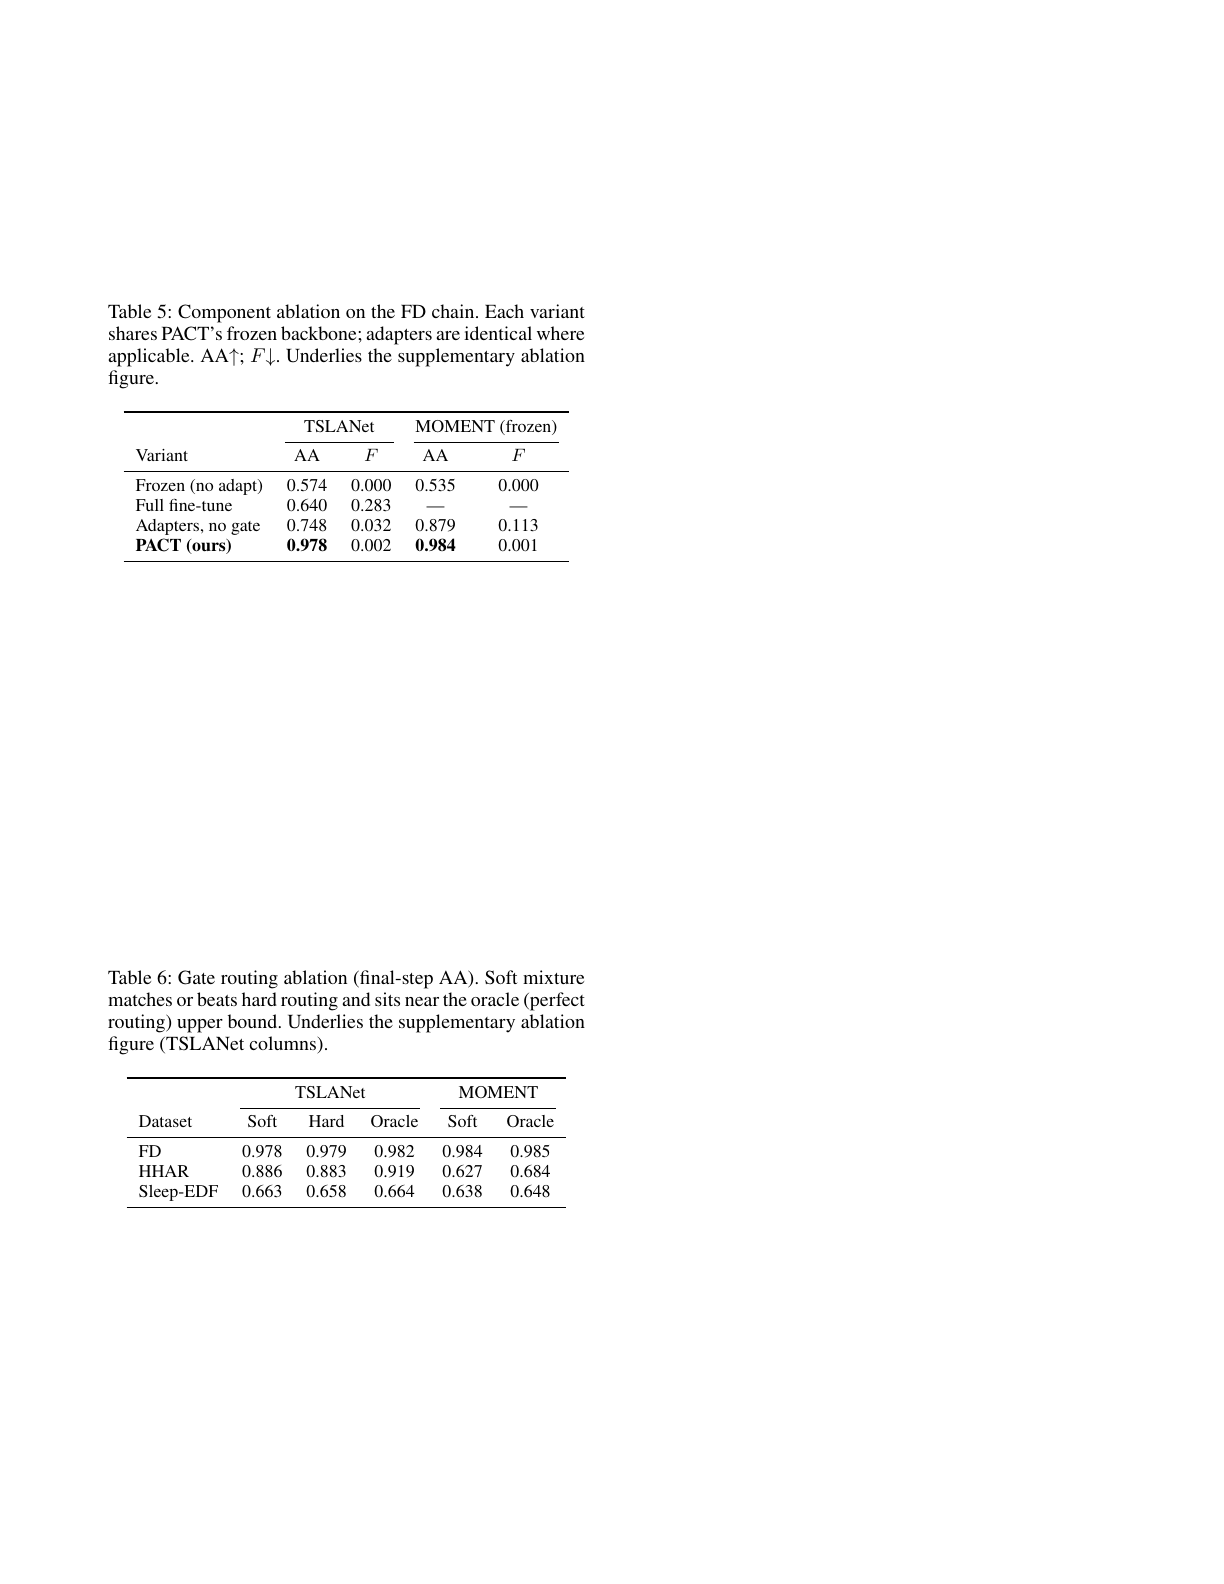 Table 5: Component ablation on the FD chain. Each variant
shares PACT's frozen backbone; adapters are identical where
applicable. AA↑; F↓. Underlies the supplementary ablation
figure.
TSLANet MOMENT (frozen)
Variant AA F AA F
Frozen (no adapt) 0.574 0.000 0.535 0.000
Full fine-tune 0.640 0.283 — —
Adapters, no gate 0.748 0.032 0.879 0.113
PACT (ours) 0.978 0.002 0.984 0.001
Table 6: Gate routing ablation (final-step AA). Soft mixture
matches or beats hard routing and sits near the oracle (perfect
routing) upper bound. Underlies the supplementary ablation
figure (TSLANet columns).
TSLANet MOMENT
Dataset Soft Hard Oracle Soft Oracle
FD 0.978 0.979 0.982 0.984 0.985
HHAR 0.886 0.883 0.919 0.627 0.684
Sleep-EDF 0.663 0.658 0.664 0.638 0.648